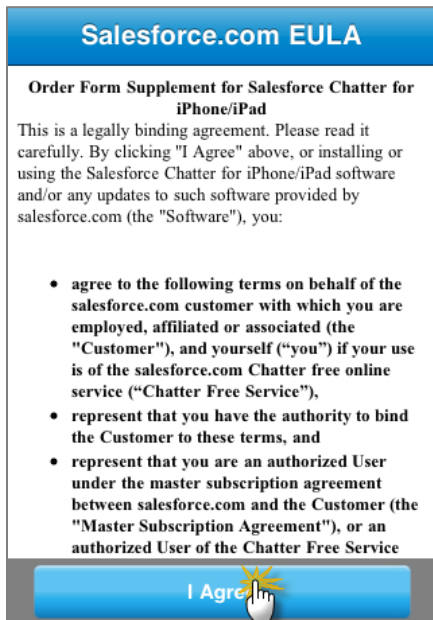 Salesforce.com EULA
Order Form Supplement for Salesforce Chatter for
iPhone/iPad
This is a legally binding agreement. Please read it
carefully. By clicking "I Agree" above, or installing or
using the Salesforce Chatter for iPhone/iPad software
and/or any updates to such software provided by
salesforce.com (the "Software"), you:
• agree to the following terms on behalf of the
salesforce.com customer with which you are
employed, affiliated or associated (the
"Customer"), and yourself (“you”) if your use
is of the salesforce.com Chatter free online
service (“Chatter Free Service”),
• represent that you have the authority to bind
the Customer to these terms, and
• represent that you are an authorized User
under the master subscription agreement
between salesforce.com and the Customer (the
"Master Subscription Agreement"), or an
authorized User of the Chatter Free Service
I Agree